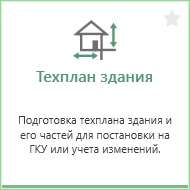 Техплан здания
Подготовка техплана здания и
его частей для постановки на
ГКУ или учета изменений.